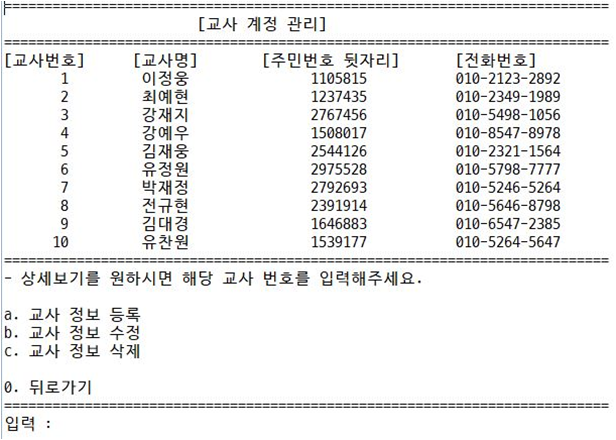 ===========================================================================
[교사 계정 관리]
===========================================================================
[교사번호] [교사명] [주민번호 뒷자리] [전화번호]
1 이정웅 1105815 010-2123-2892
2 최예현 1237435 010-2349-1989
3 강재지 2767456 010-5498-1056
4 강예우 1508017 010-8547-8978
5 김재웅 2544126 010-2321-1564
6 유정원 2975528 010-5798-7777
7 박재정 2792693 010-5246-5264
8 전규현 2391914 010-5646-8798
9 김대경 1646883 010-6547-2385
10 유찬원 1539177 010-5264-5647
===========================================================================
- 상세보기를 원하시면 해당 교사 번호를 입력해주세요.
a. 교사 정보 등록
b. 교사 정보 수정
c. 교사 정보 삭제
0. 뒤로가기
===========================================================================
입력 :